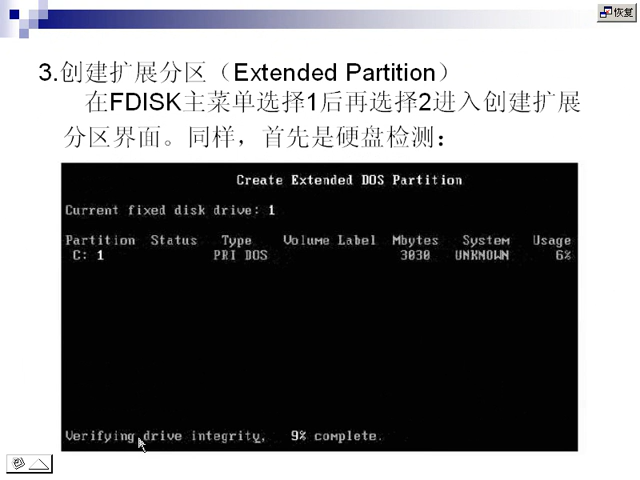 恢复
3.创建扩展分区（Extended Partition）
在FDISK主菜单选择1后再选择2进入创建扩展
分区界面。同样，首先是硬盘检测：
Create Extended DOS Partition
Current fixed disk drive: 1
Partition Status Type Volume Label Mbytes System Usage
C: 1 PRI DOS 3030 UNKNOWN 6%
Verifying drive integrity, 9% complete.